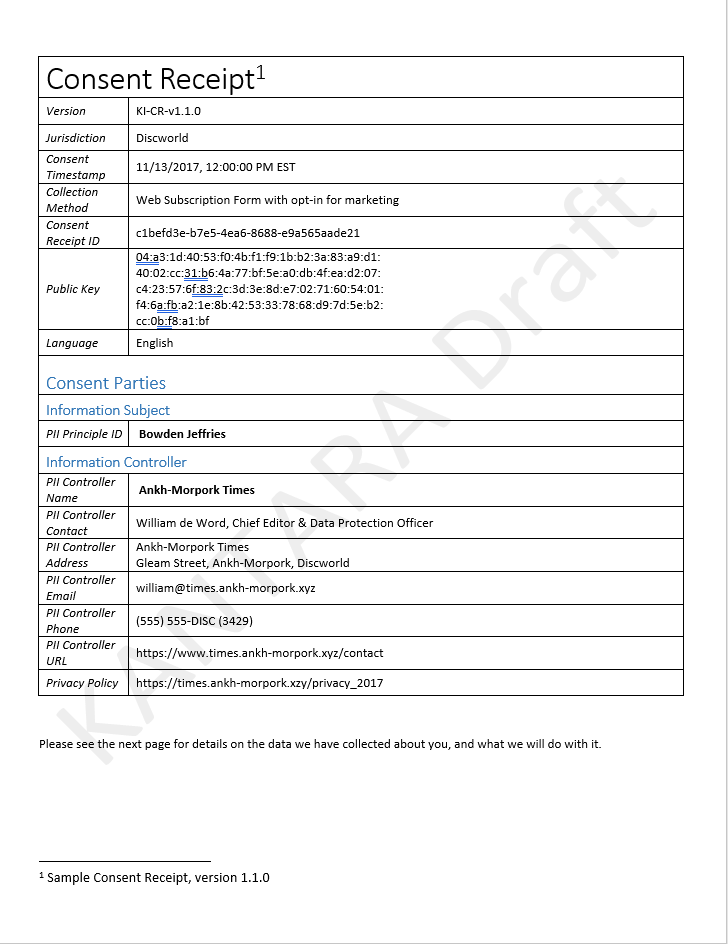 Consent Receipt1
Version KI-CR-v1.1.0
Jurisdiction Discworld
Consent
Timestamp
11/13/2017, 12:00:00 PM EST
Collection
Method
Web Subscription Form with opt-in for marketing
Consent
Receipt ID
c1befd3e-b7e5-4ea6-8688-e9a565aade21
Public Key
04:a3:1d:40:53:f0:4b:f1:f9:1b:b2:3a:83:a9:d1:
40:02:cc:31:b6:4a:77:bf:5e:a0:db:4f:ea:d2:07:
c4:23:57:6f:83:2c:3d:3e:8d:e7:02:71:60:54:01:
f4:6a:fb:a2:1e:8b:42:53:33:78:68:d9:7d:5e:b2:
cc:0b:f8:a1:bf
Language English
Consent Parties
Information Subject
PII Principle ID Bowden Jeffries
Information Controller
PII Controller
Name
Ankh-Morpork Times
PII Controller
Contact
William de Word, Chief Editor & Data Protection Officer
PII Controller
Address
Ankh-Morpork Times
Gleam Street, Ankh-Morpork, Discworld
PII Controller
Email
william@times.ankh-morpork.xyz
PII Controller
Phone
(555) 555-DISC (3429)
PII Controller
URL
https://www.times.ankh-morpork.xyz/contact
Privacy Policy https://times.ankh-morpork.xzy/privacy_2017
Please see the next page for details on the data we have collected about you, and what we will do with it.
1 Sample Consent Receipt, version 1.1.0
KANTARA Draft